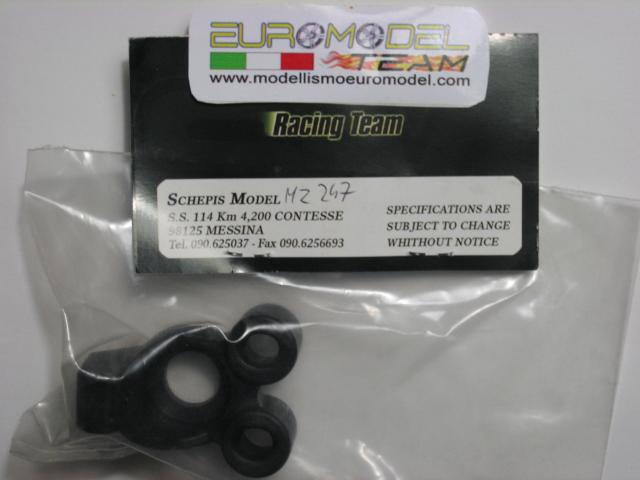 EUROMODEL
TEAM
www.modellismoeuromodel.com
Racing Team
SCHEPIS MODEL MZ 247
S.S. 114 Km 4,200 CONTESSE
98125 MESSINA
Tel. 090.625037 - Fax 090.6256693
SPECIFICATIONS ARE
SUBJECT TO CHANGE
WHITHOUT NOTICE